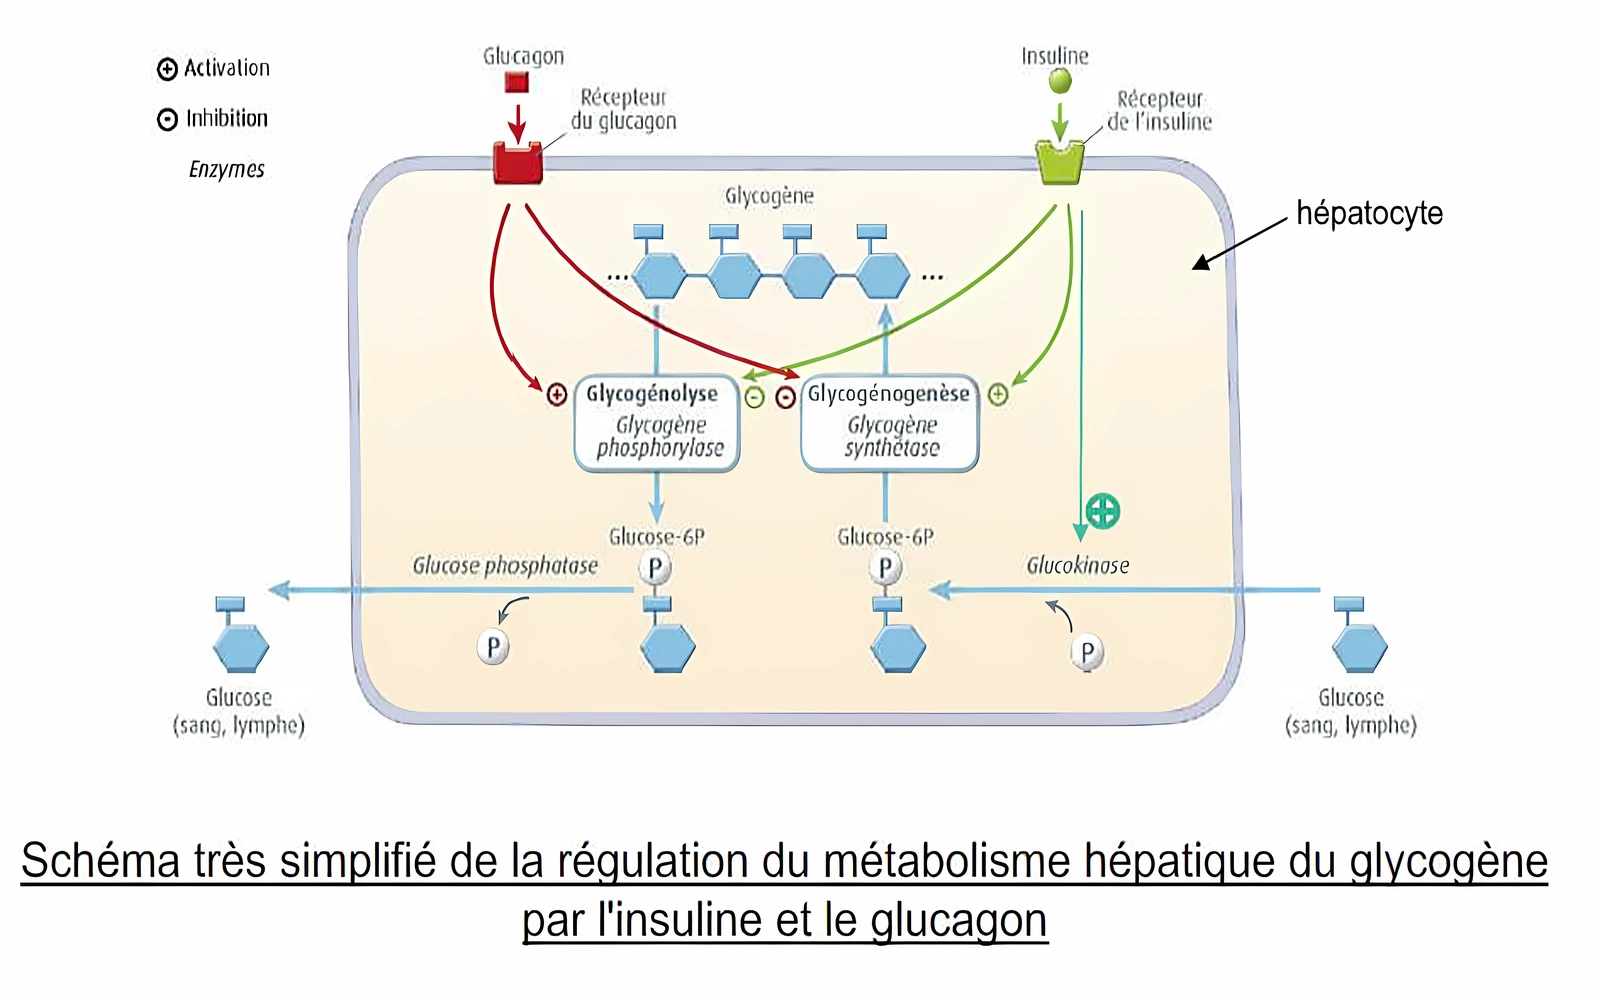 Glucagon
Insuline
⊕ Activation
Récepteur
du glucagon
Récepteur
de l'insuline
⊖ Inhibition
Enzymes
Glycogène
hépatocyte
... ...
+ Glycogénolyse -
Glycogène
phosphorylase
- Glycogénogenèse +
Glycogène
synthétase
+
Glucose-6P
P
Glucose-6P
P
Glucose phosphatase
P
Glucokinase
P
Glucose
(sang, lymphe)
Glucose
(sang, lymphe)
Schéma très simplifié de la régulation du métabolisme hépatique du glycogène
par l'insuline et le glucagon